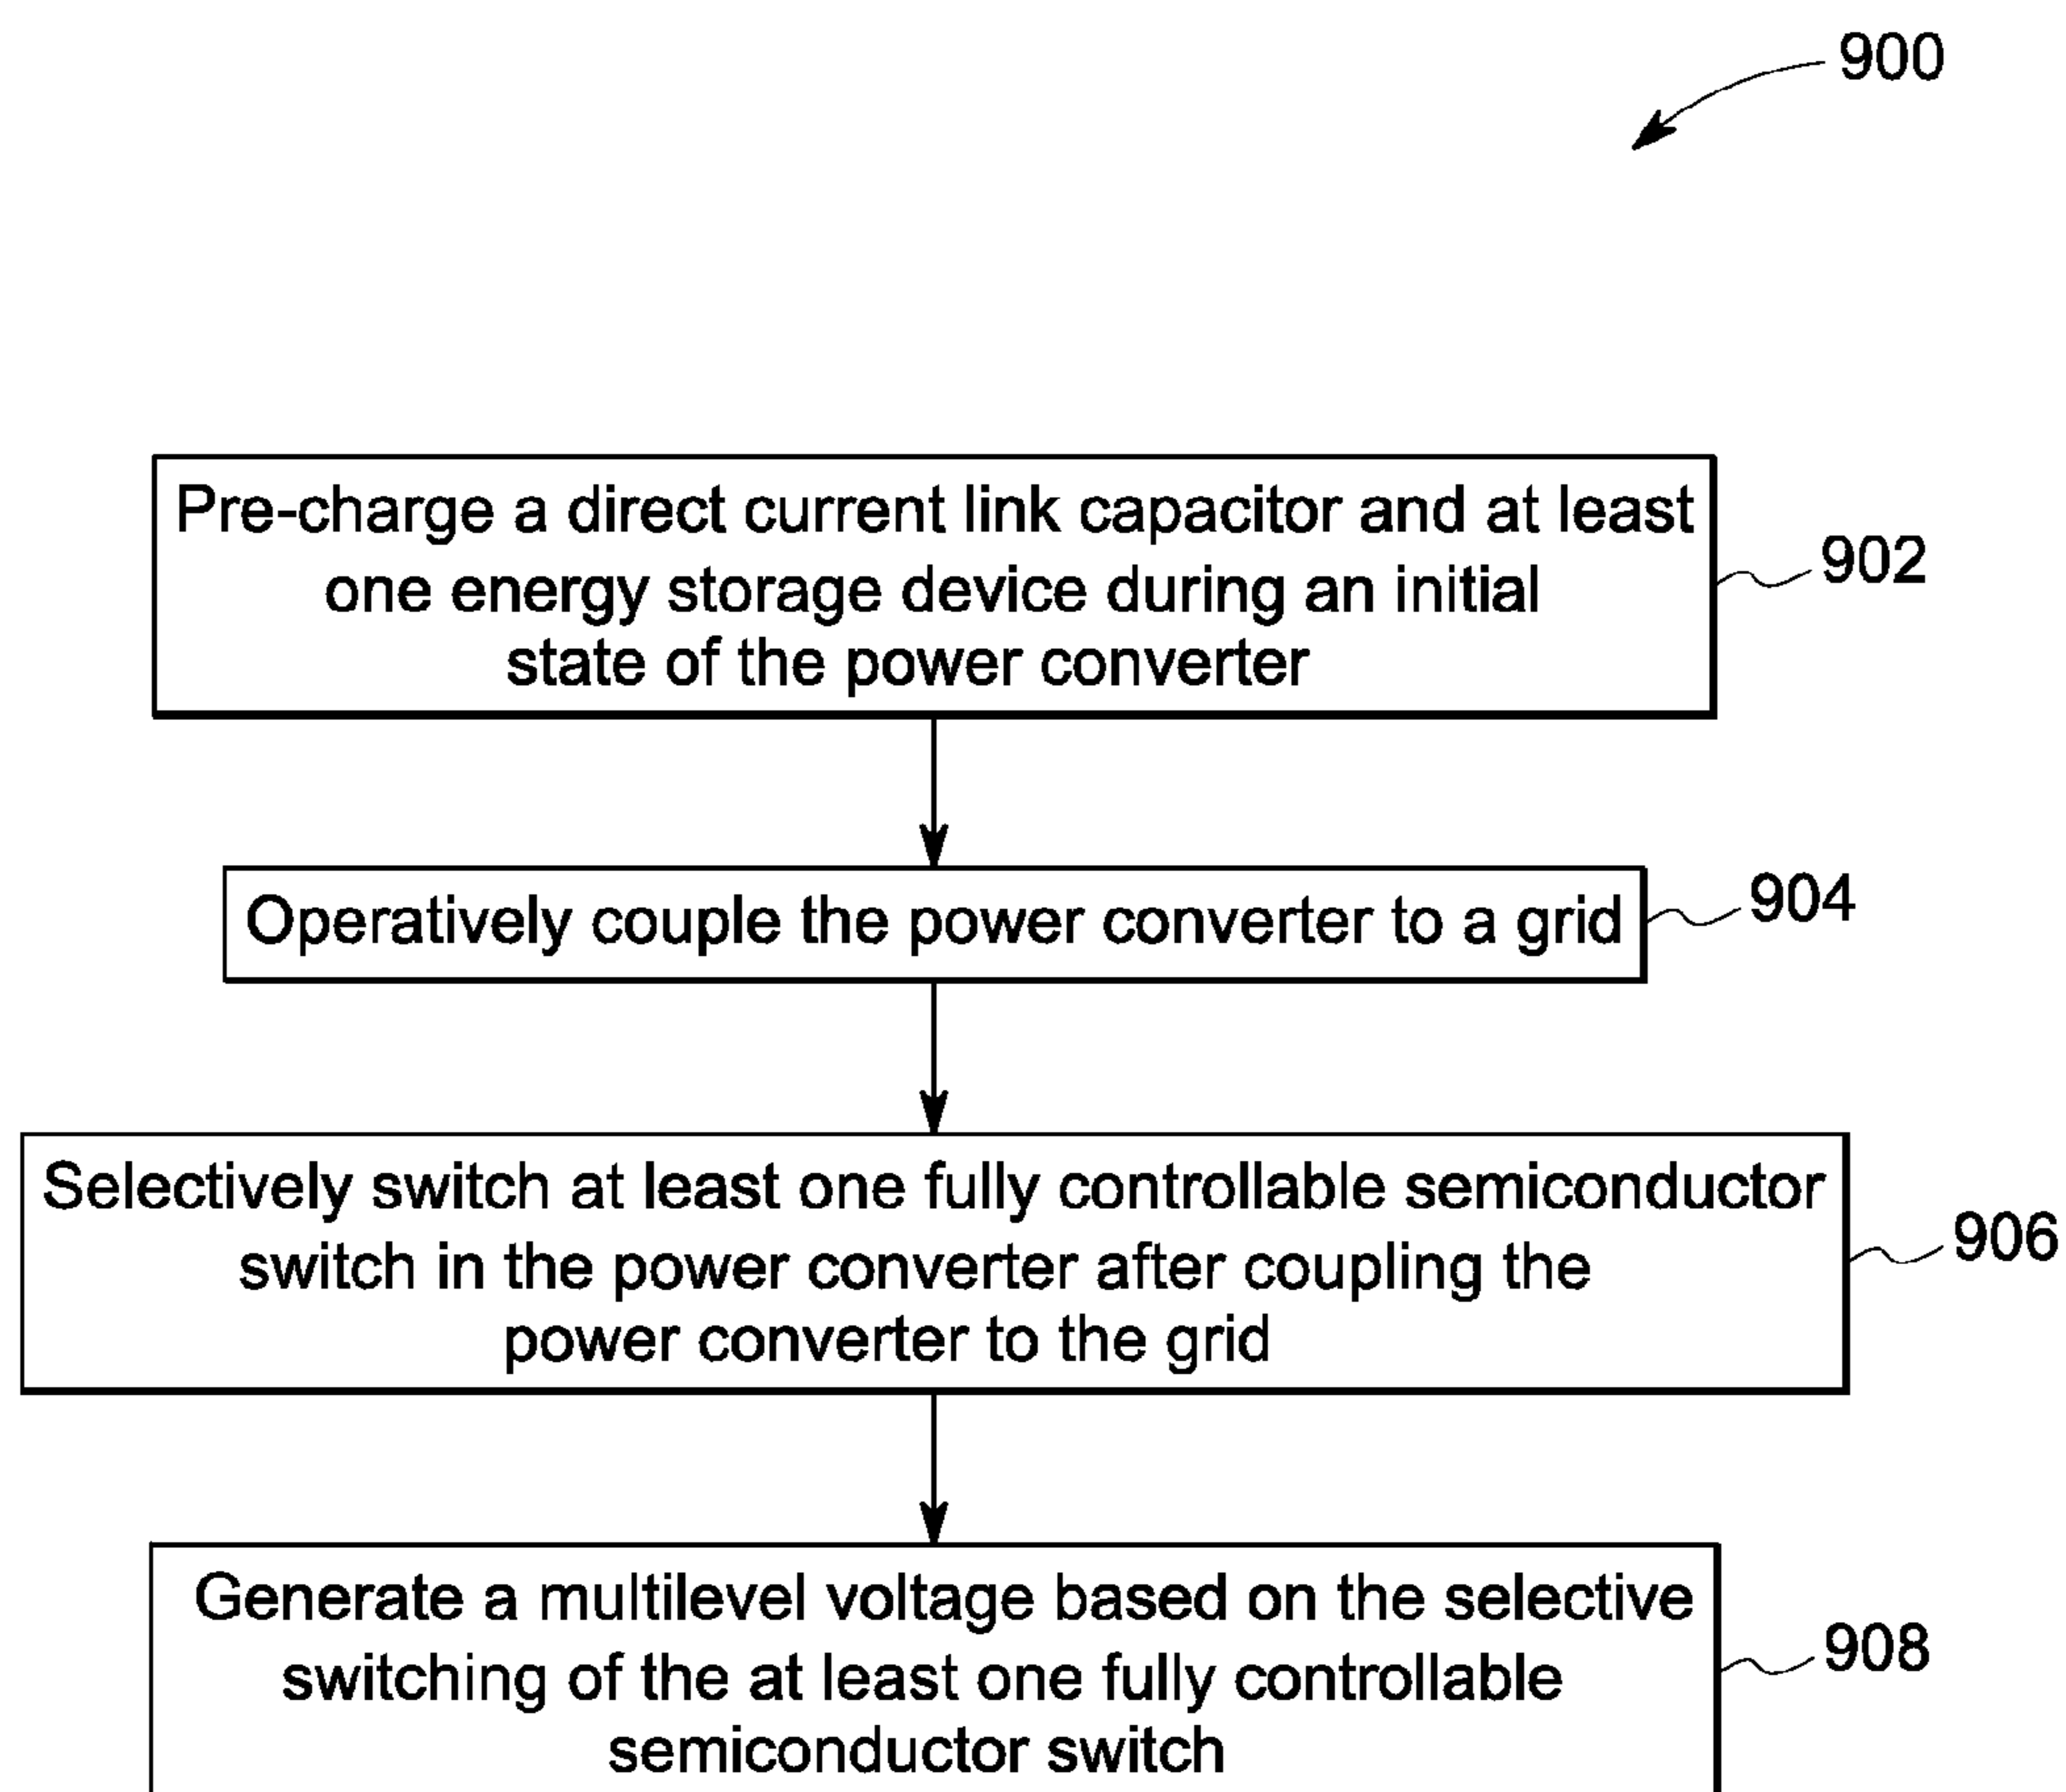 900
Pre-charge a direct current link capacitor and at least
one energy storage device during an initial
state of the power converter
902
Operatively couple the power converter to a grid
904
Selectively switch at least one fully controllable semiconductor
switch in the power converter after coupling the
power converter to the grid
906
Generate a multilevel voltage based on the selective
switching of the at least one fully controllable
semiconductor switch
908